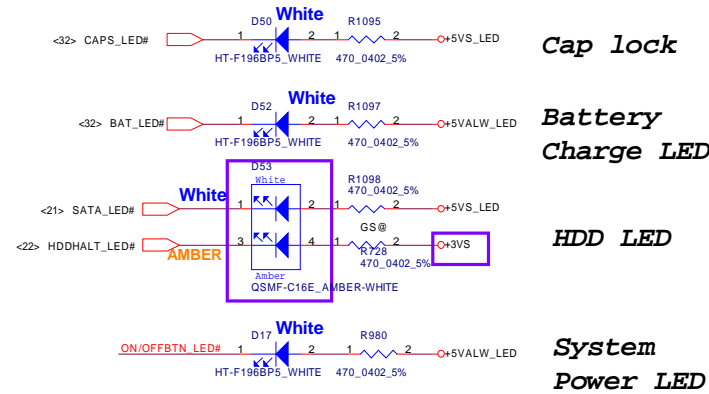 White
D50
R1095
<32> CAPS_LED#
1
2
1
2
+5VS_LED
HT-F196BP5_WHITE
470_0402_5%
Cap lock
White
D52
R1097
<32> BAT_LED#
1
2
1
2
+5VALW_LED
HT-F196BP5_WHITE
470_0402_5%
Battery
Charge LED
D53
White
R1098
470_0402_5%
White
<21> SATA_LED#
1
2
1
2
+5VS_LED
GS@
<22> HDDHALT_LED#
3
4
1
2
+3VS
AMBER
R728
470_0402_5%
Amber
QSMF-C16E_AMBER-WHITE
HDD LED
White
D17
R980
ON/OFFBTN_LED#
1
2
1
2
+5VALW_LED
HT-F196BP5_WHITE
470_0402_5%
System
Power LED